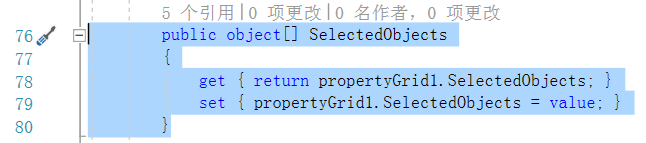 5 个引用|0 项更改|0 名作者，0 项更改
76 public object[] SelectedObjects
77 {
78 get { return propertyGrid1.SelectedObjects; }
79 set { propertyGrid1.SelectedObjects = value; }
80 }